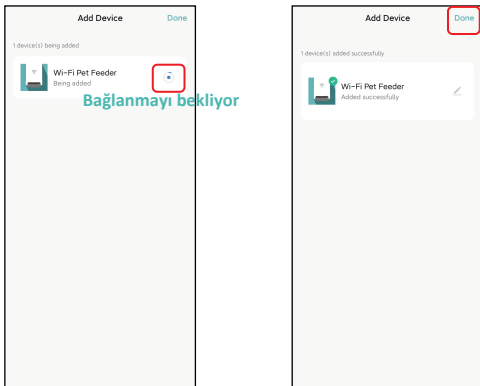 Add Device
Done
1 device(s) being added
Wi-Fi Pet Feeder
Being added
Bağlanmayı bekliyor
Add Device
Done
1 device(s) added successfully
Wi-Fi Pet Feeder
Added successfully